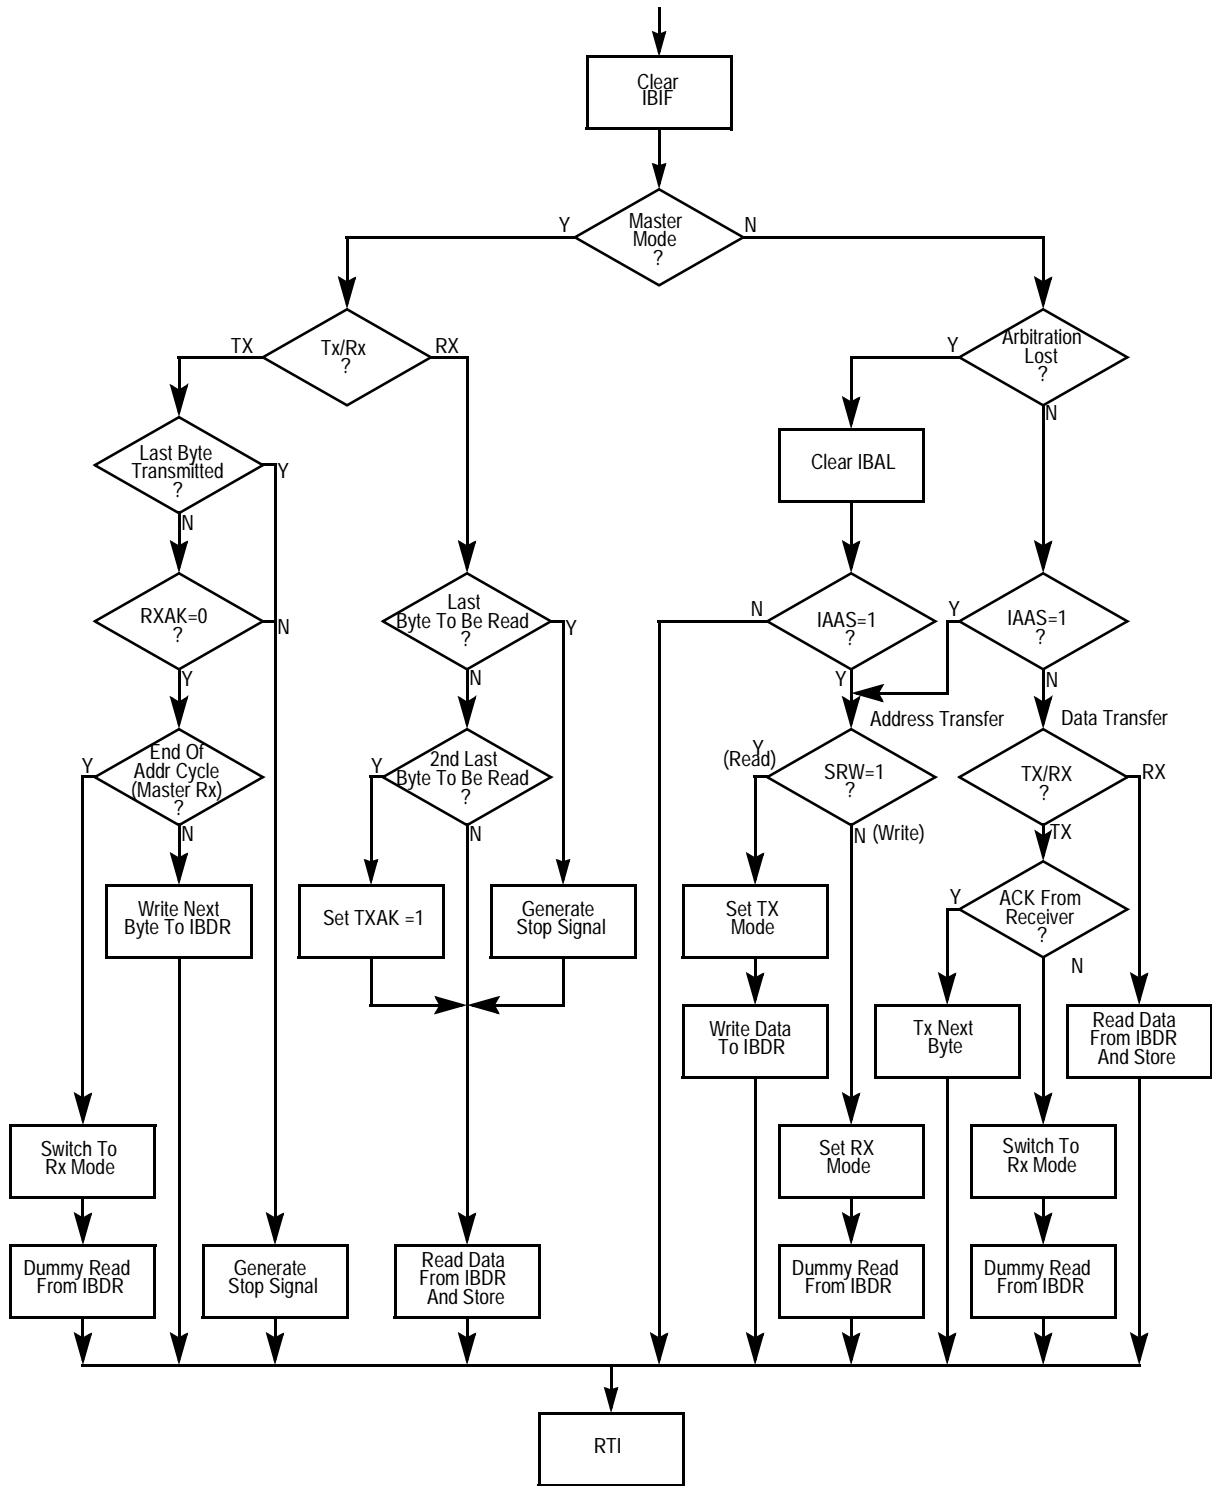 Clear
IBIF
Y
Master
Mode
?
N
TX
Tx/Rx
?
RX
Y
Arbitration
Lost
?
N
Last Byte
Transmitted
?
Y
N
Clear IBAL
RXAK=0
?
N
Y
Last
Byte To Be Read
?
Y
N
N
IAAS=1
?
Y
Y
IAAS=1
?
N
Address Transfer
Data Transfer
Y
End Of
Addr Cycle
(Master Rx)
?
N
Y
2nd Last
Byte To Be Read
?
N
Y
(Read)
SRW=1
?
N (Write)
TX/RX
?
RX
TX
Write Next
Byte To IBDR
Set TXAK =1
Generate
Stop Signal
Set TX
Mode
Y
ACK From
Receiver
?
N
Write Data
To IBDR
Tx Next
Byte
Read Data
From IBDR
And Store
Switch To
Rx Mode
Set RX
Mode
Switch To
Rx Mode
Dummy Read
From IBDR
Generate
Stop Signal
Read Data
From IBDR
And Store
Dummy Read
From IBDR
Dummy Read
From IBDR
RTI